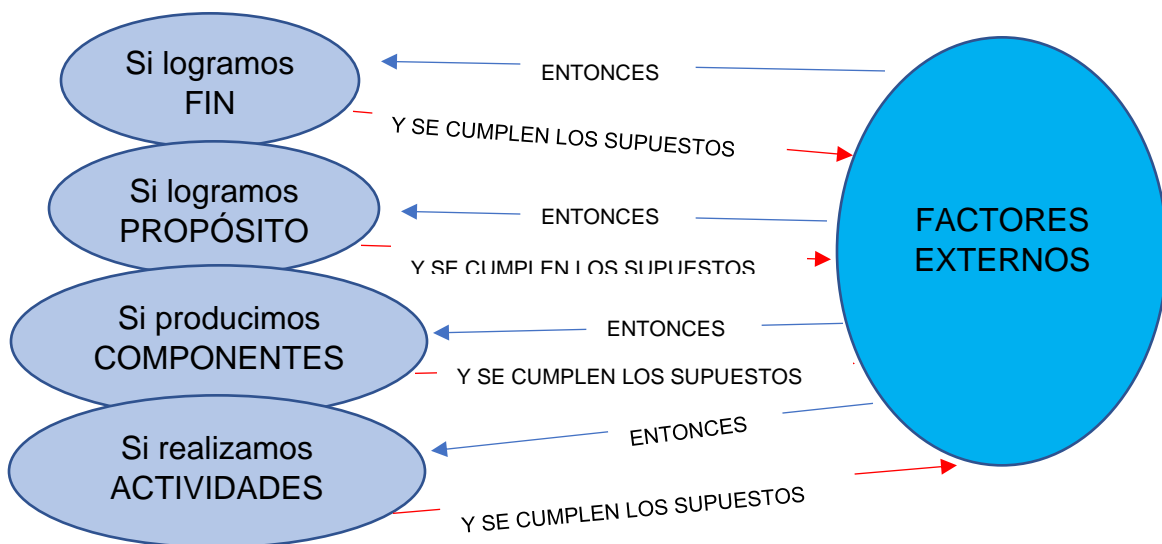 Si logramos
FIN
ENTONCES
Y SE CUMPLEN LOS SUPUESTOS
Si logramos
PROPÓSITO
ENTONCES
Y SE CUMPLEN LOS SUPUESTOS
Si producimos
COMPONENTES
ENTONCES
Y SE CUMPLEN LOS SUPUESTOS
Si realizamos
ACTIVIDADES
ENTONCES
Y SE CUMPLEN LOS SUPUESTOS
FACTORES
EXTERNOS